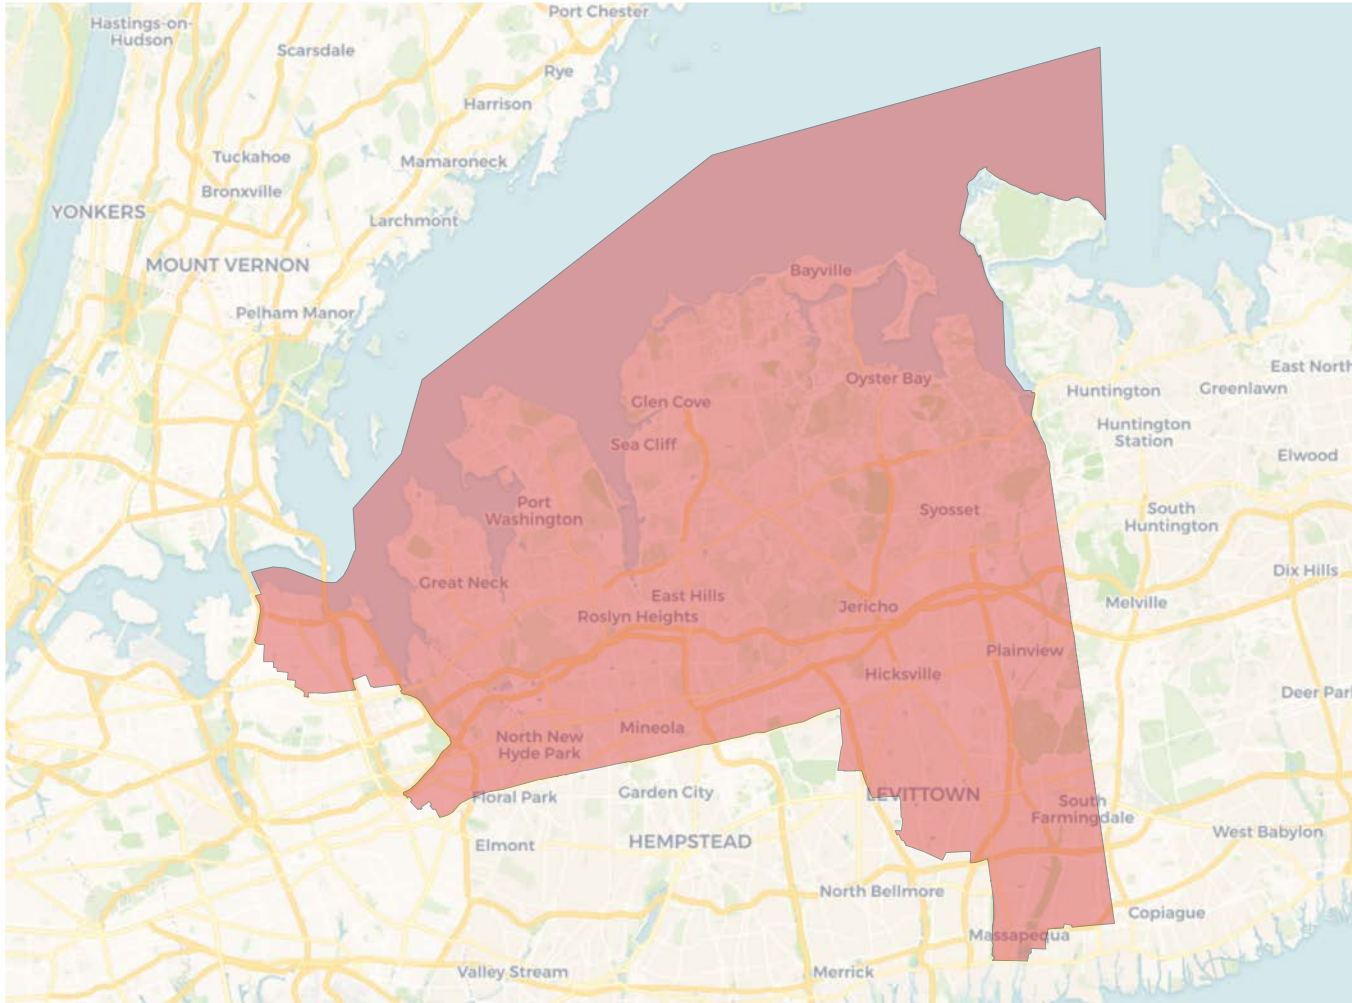 Port Chester
Hastings-on-
Hudson
Scarsdale
Rye
Harrison
Tuckahoe
Mamaroneck
Bronxville
YONKERS
Larchmont
MOUNT VERNON
Bayville
Pelham Manor
East North
Oyster Bay
Huntington
Greenlawn
Glen Cove
Huntington
Station
Sea Cliff
Elwood
Port
Washington
Syosset
South
Huntington
Great Neck
Dix Hills
East Hills
Jericho
Melville
Roslyn Heights
Plainview
Hicksville
Deer Park
Mineola
North New
Hyde Park
Floral Park
Garden City
LEVITTOWN
South
Farmingdale
HEMPSTEAD
West Babylon
Elmont
North Bellmore
Copiague
Massapequa
Valley Stream
Merrick